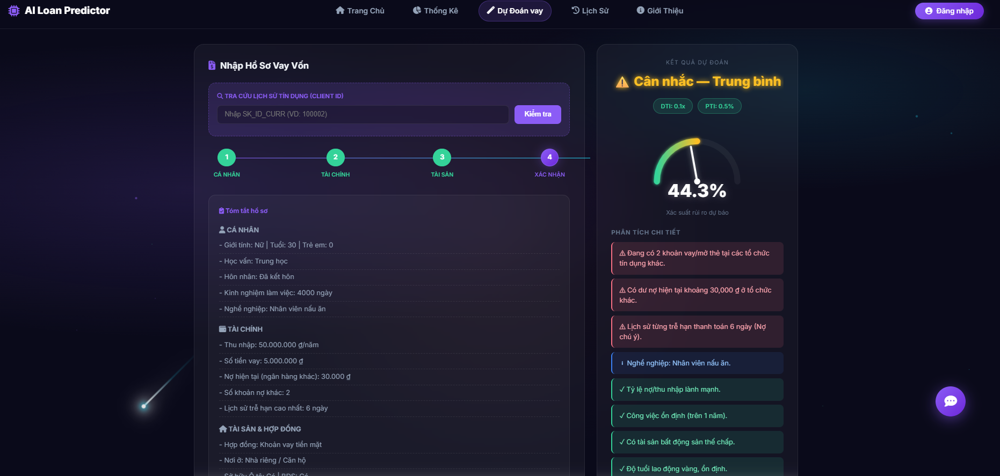 AI Loan Predictor
Trang Chủ
Thống Kê
Dự Đoán vay
Lịch Sử
Giới Thiệu
Đăng nhập
Nhập Hồ Sơ Vay Vốn
TRA CỨU LỊCH SỬ TÍN DỤNG (CLIENT ID)
Nhập SK_ID_CURR (VD: 100002)
Kiểm tra
1
2
3
4
CÁ NHÂN
TÀI CHÍNH
TÀI SẢN
XÁC NHẬN
Tóm tắt hồ sơ
CÁ NHÂN
- Giới tính: Nữ | Tuổi: 30 | Trẻ em: 0
- Học vấn: Trung học
- Hôn nhân: Đã kết hôn
- Kinh nghiệm làm việc: 4000 ngày
- Nghề nghiệp: Nhân viên nấu ăn
TÀI CHÍNH
- Thu nhập: 50.000.000 ₫/năm
- Số tiền vay: 5.000.000 ₫
- Nợ hiện tại (ngân hàng khác): 30.000 ₫
- Số khoản nợ khác: 2
- Lịch sử trễ hạn cao nhất: 6 ngày
TÀI SẢN & HỢP ĐỒNG
- Hợp đồng: Khoản vay tiền mặt
- Nơi ở: Nhà riêng / Căn hộ
- Sở hữu Ô tô: Có | BĐS: Có
KẾT QUẢ DỰ ĐOÁN
Cân nhắc — Trung bình
DTI: 0.1x
PTI: 0.5%
44.3%
Xác suất rủi ro dự báo
PHÂN TÍCH CHI TIẾT
⚠ Đang có 2 khoản vay/mở thẻ tại các tổ chức
tín dụng khác.
⚠ Có dư nợ hiện tại khoảng 30,000 ₫ ở tổ chức
khác.
⚠ Lịch sử từng trễ hạn thanh toán 6 ngày (Nợ
chú ý).
ℹ Nghề nghiệp: Nhân viên nấu ăn.
✓ Tỷ lệ nợ/thu nhập lành mạnh.
✓ Công việc ổn định (trên 1 năm).
✓ Có tài sản bất động sản thế chấp.
✓ Độ tuổi lao động vàng, ổn định.